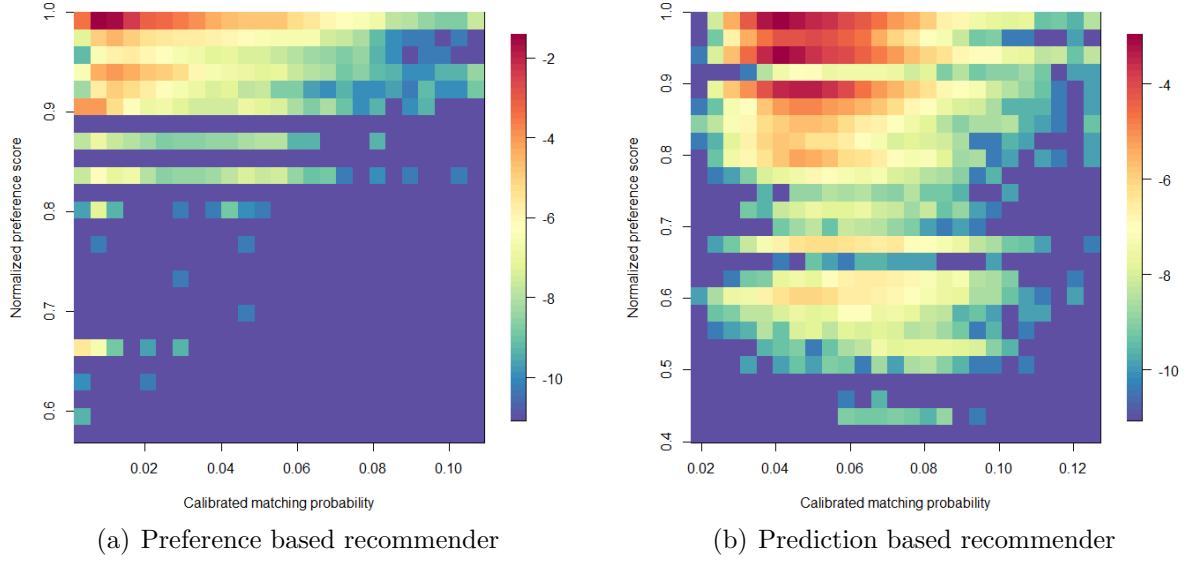 1.0
0.9
0.8
0.7
0.6
Normalized preference score
0.02 0.04 0.06 0.08 0.10
Calibrated matching probability
-2
-4
-6
-8
-10
(a) Preference based recommender
1.0
0.9
0.8
0.7
0.6
0.5
0.4
Normalized preference score
0.02 0.04 0.06 0.08 0.10 0.12
Calibrated matching probability
-4
-6
-8
-10
(b) Prediction based recommender